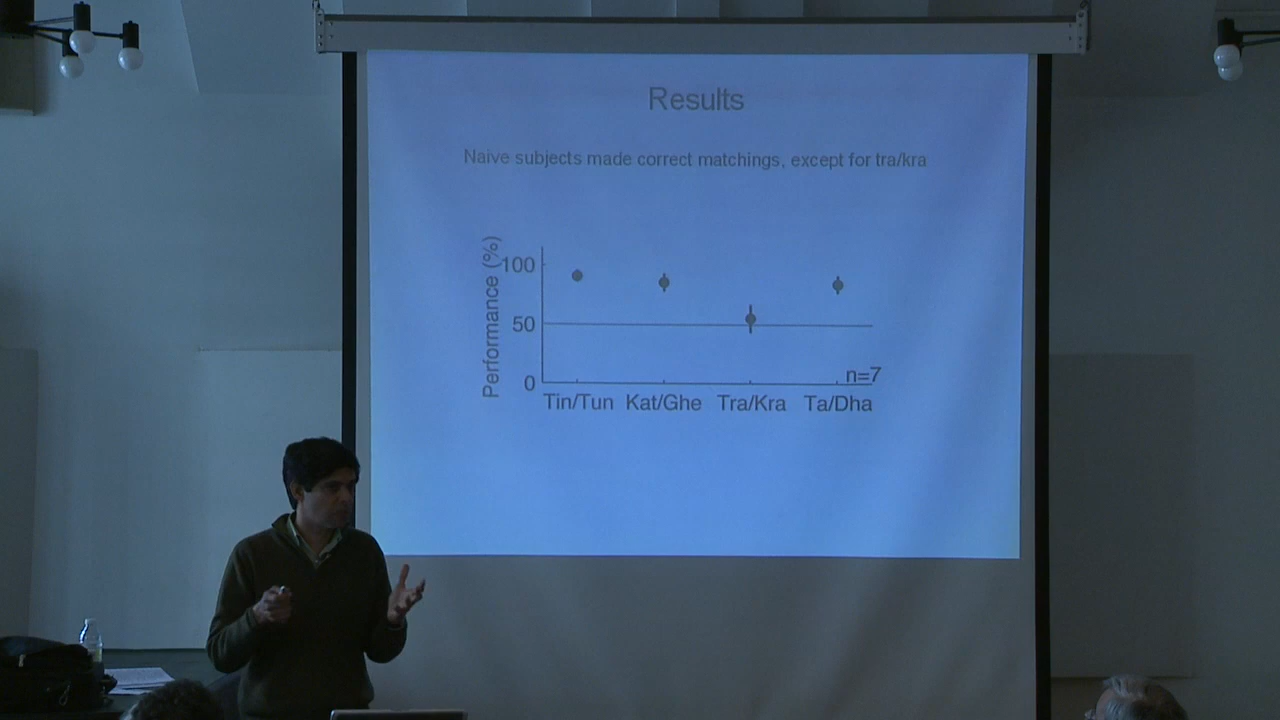 Results
Naive subjects made correct matchings, except for tra/kra
Performance (%)
100
50
0
n=7
Tin/Tun Kat/Ghe Tra/Kra Ta/Dha